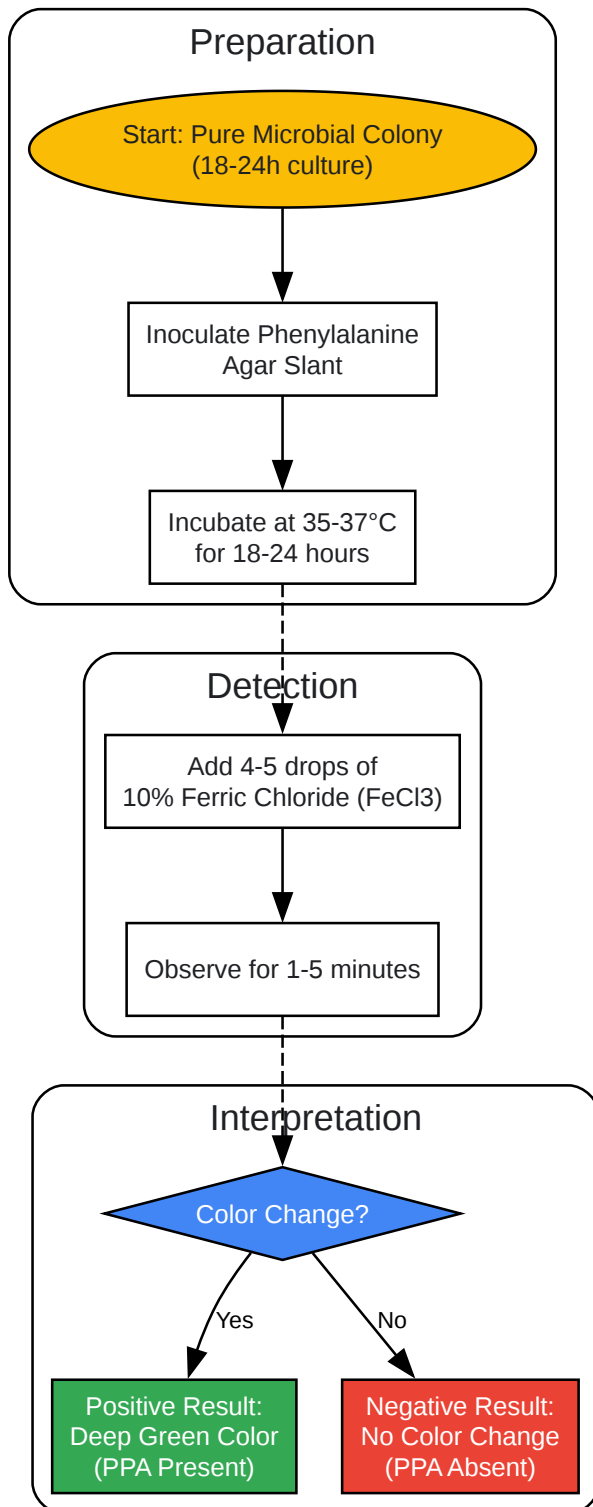 Preparation
Start: Pure Microbial Colony
(18-24h culture)
Inoculate Phenylalanine
Agar Slant
Incubate at 35-37°C
for 18-24 hours
Detection
Add 4-5 drops of
10% Ferric Chloride (FeCl3)
Observe for 1-5 minutes
Interpretation
Color Change?
Yes
No
Positive Result:
Deep Green Color
(PPA Present)
Negative Result:
No Color Change
(PPA Absent)